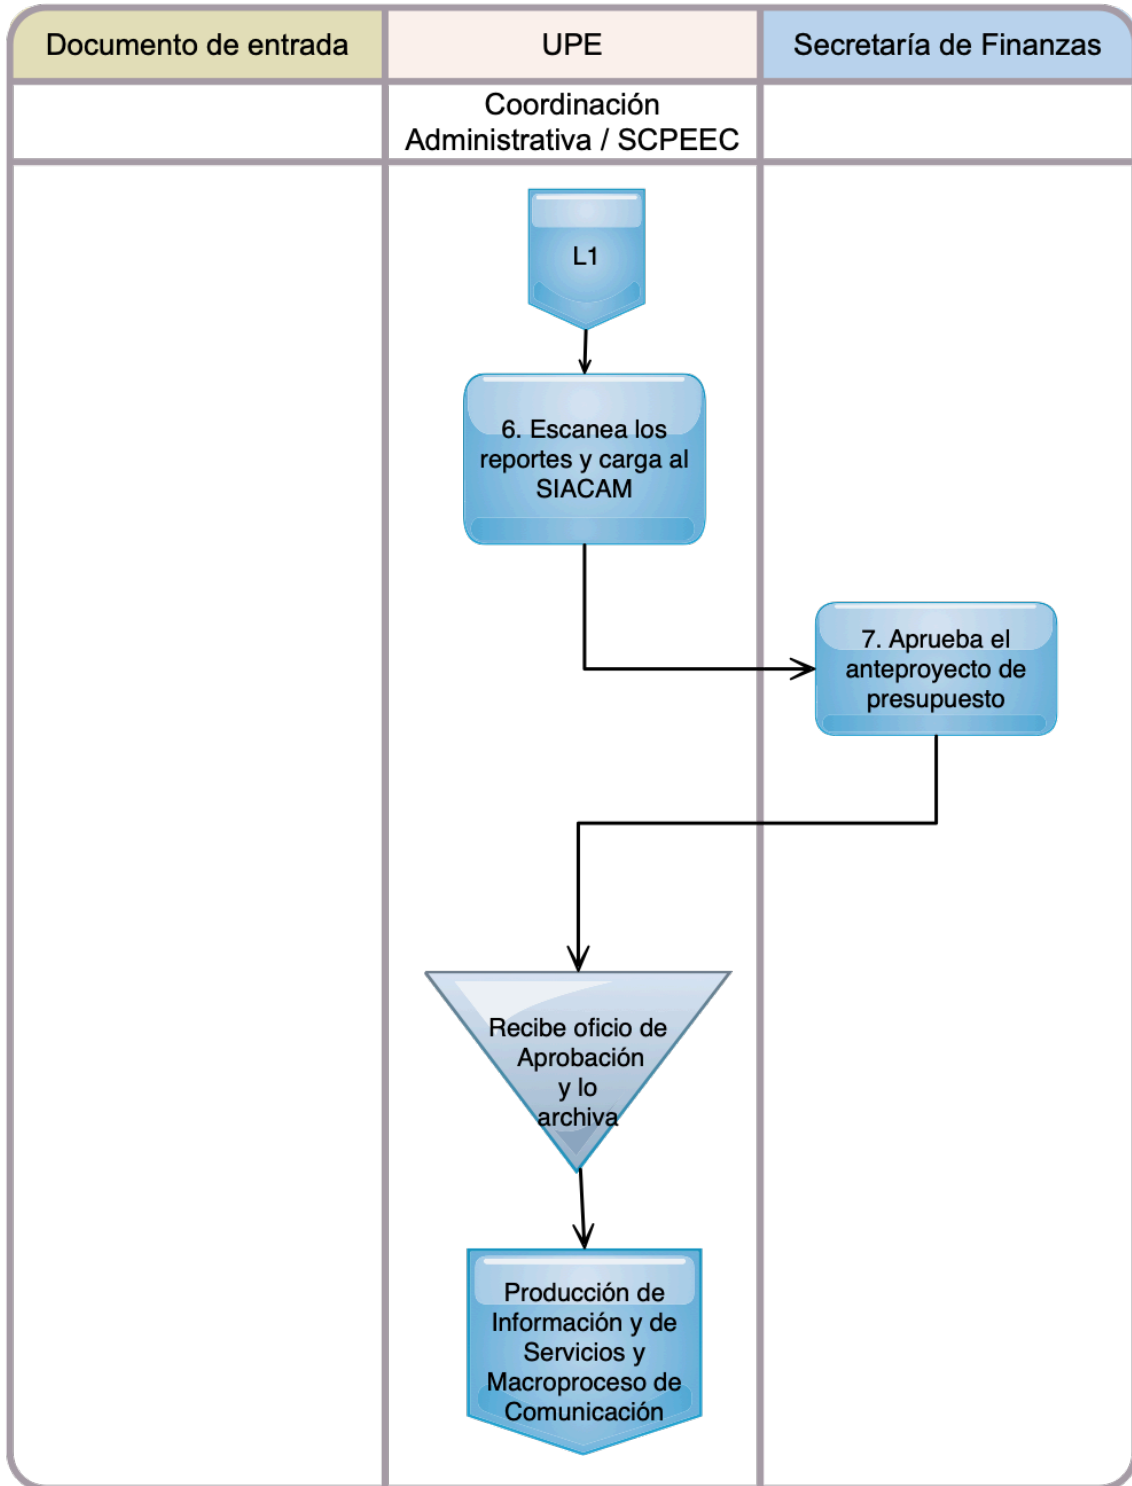 Documento de entrada
UPE
Secretaría de Finanzas
Coordinación
Administrativa / SCPEEC
L1
6. Escanea los
reportes y carga al
SIACAM
7. Aprueba el
anteproyecto de
presupuesto
Recibe oficio de
Aprobación
y lo
archiva
Producción de
Información y de
Servicios y
Macroproceso de
Comunicación